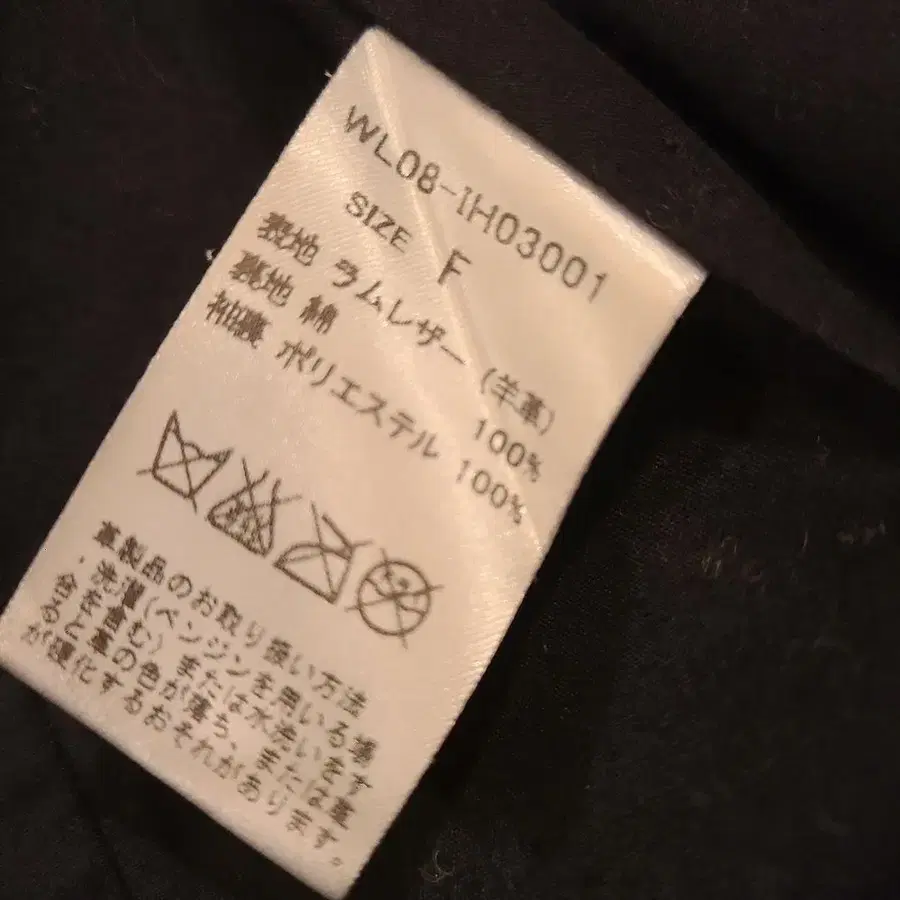 WL08-IH03001
SIZE F
表地 ラムレザー (羊革)
裏地 綿 100%
袖裏 ポリエステル 100%
革製品のお取り扱い方法
・洗濯(ベンジンを用いる場
合を含む)または水洗いをす
ると革の色が落ち、または革
が硬化するおそれがあります。